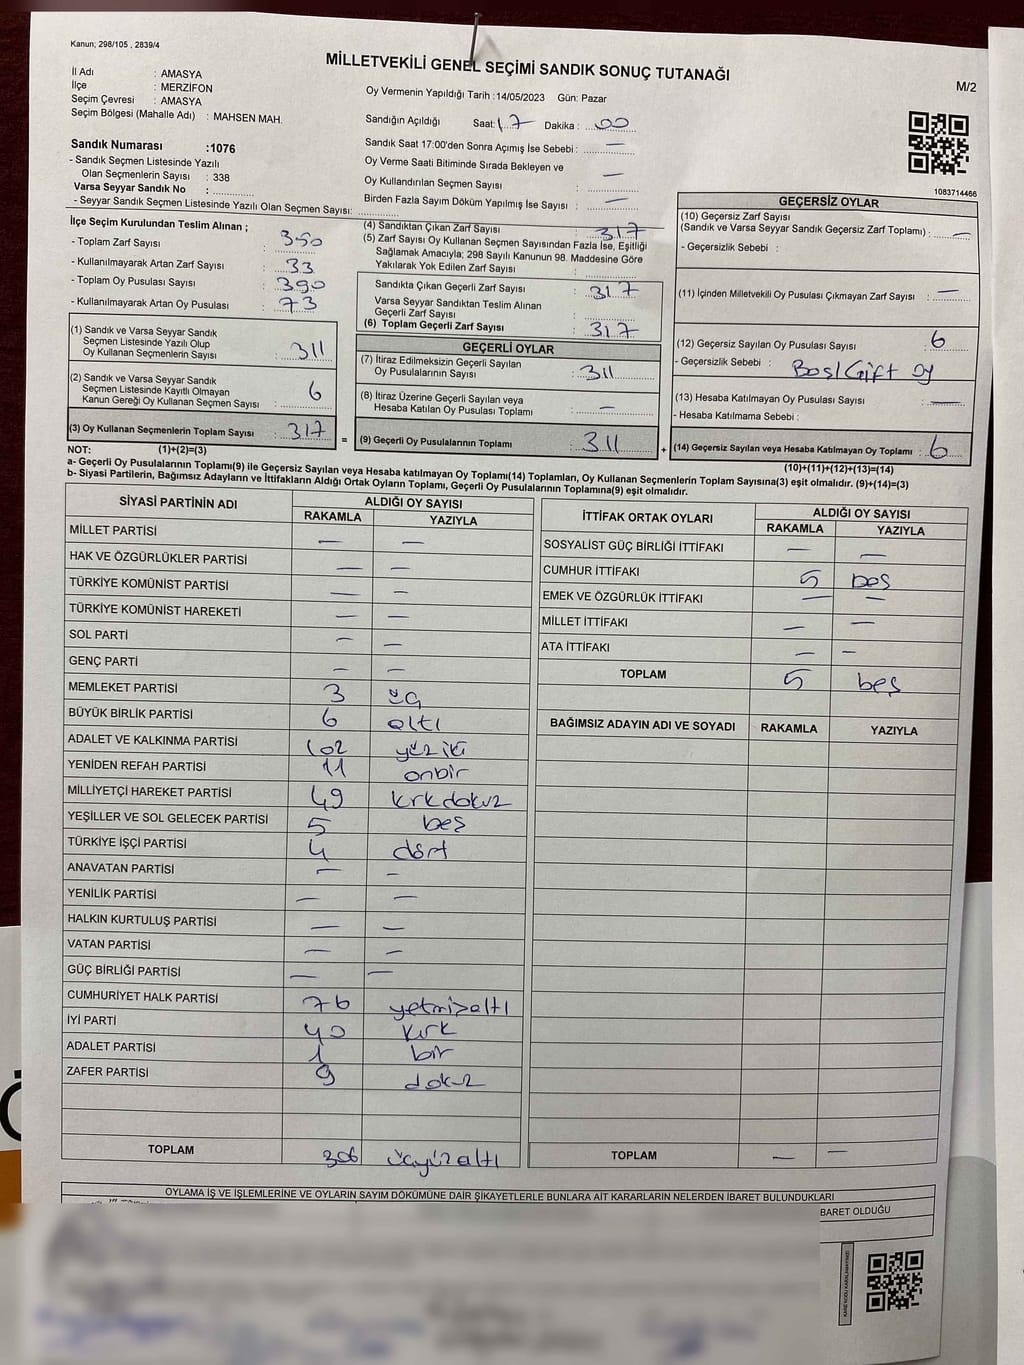 Kanun; 298/105 , 2839/4
MİLLETVEKİLİ GENEL SEÇİMİ SANDIK SONUÇ TUTANAĞI
M/2
İl Adı : AMASYA
İlçe : MERZİFON
Seçim Çevresi : AMASYA
Seçim Bölgesi (Mahalle Adı) : MAHSEN MAH.
Oy Vermenin Yapıldığı Tarih :14/05/2023 Gün: Pazar
Sandığın Açıldığı Saat: 17 Dakika : 00
Sandık Saat 17:00'den Sonra Açımış İse Sebebi : —
Oy Verme Saati Bitiminde Sırada Bekleyen ve
Oy Kullandırılan Seçmen Sayısı : —
Birden Fazla Sayım Döküm Yapılmış İse Sayısı : —
Sandık Numarası :1076
- Sandık Seçmen Listesinde Yazılı
Olan Seçmenlerin Sayısı : 338
Varsa Seyyar Sandık No :
- Seyyar Sandık Seçmen Listesinde Yazılı Olan Seçmen Sayısı:
1083714466
İlçe Seçim Kurulundan Teslim Alınan ;
- Toplam Zarf Sayısı : 350
- Kullanılmayarak Artan Zarf Sayısı : 33
- Toplam Oy Pusulası Sayısı : 390
- Kullanılmayarak Artan Oy Pusulası : 73
(1) Sandık ve Varsa Seyyar Sandık
Seçmen Listesinde Yazılı Olup
Oy Kullanan Seçmenlerin Sayısı : 311
(2) Sandık ve Varsa Seyyar Sandık
Seçmen Listesinde Kayıtlı Olmayan
Kanun Gereği Oy Kullanan Seçmen Sayısı : 6
(3) Oy Kullanan Seçmenlerin Toplam Sayısı : 317
(4) Sandıktan Çıkan Zarf Sayısı : 317
(5) Zarf Sayısı Oy Kullanan Seçmen Sayısından Fazla İse, Eşitliği
Sağlamak Amacıyla; 298 Sayılı Kanunun 98. Maddesine Göre
Yakılarak Yok Edilen Zarf Sayısı :
Sandıkta Çıkan Geçerli Zarf Sayısı : 317
Varsa Seyyar Sandıktan Teslim Alınan
Geçerli Zarf Sayısı :
(6) Toplam Geçerli Zarf Sayısı : 317
GEÇERLİ OYLAR
(7) İtiraz Edilmeksizin Geçerli Sayılan
Oy Pusulalarının Sayısı : 311
(8) İtiraz Üzerine Geçerli Sayılan veya
Hesaba Katılan Oy Pusulası Toplamı : —
= (9) Geçerli Oy Pusulalarının Toplamı : 311
GEÇERSİZ OYLAR
(10) Geçersiz Zarf Sayısı
(Sandık ve Varsa Seyyar Sandık Geçersiz Zarf Toplamı) : —
- Geçersizlik Sebebi :
(11) İçinden Milletvekili Oy Pusulası Çıkmayan Zarf Sayısı : —
(12) Geçersiz Sayılan Oy Pusulası Sayısı : 6
- Geçersizlik Sebebi : Boş/Gift oy
(13) Hesaba Katılmayan Oy Pusulası Sayısı : —
- Hesaba Katılmama Sebebi :
+ (14) Geçersiz Sayılan veya Hesaba Katılmayan Oy Toplamı : 6
NOT: (1)+(2)=(3)
(10)+(11)+(12)+(13)=(14)
a- Geçerli Oy Pusulalarının Toplamı(9) ile Geçersiz Sayılan veya Hesaba katılmayan Oy Toplamı(14) Toplamları, Oy Kullanan Seçmenlerin Toplam Sayısına(3) eşit olmalıdır. (9)+(14)=(3)
b- Siyasi Partilerin, Bağımsız Adayların ve İttifakların Aldığı Ortak Oyların Toplamı, Geçerli Oy Pusulalarının Toplamına(9) eşit olmalıdır.
SİYASİ PARTİNİN ADI ALDIĞI OY SAYISI
RAKAMLA YAZIYLA
MİLLET PARTİSİ — —
HAK VE ÖZGÜRLÜKLER PARTİSİ — —
TÜRKİYE KOMÜNİST PARTİSİ — —
TÜRKİYE KOMÜNİST HAREKETİ — —
SOL PARTİ — —
GENÇ PARTİ — —
MEMLEKET PARTİSİ 3 üç
BÜYÜK BİRLİK PARTİSİ 6 altı
ADALET VE KALKINMA PARTİSİ 102 yüziki
YENİDEN REFAH PARTİSİ 11 onbir
MİLLİYETÇİ HAREKET PARTİSİ 49 kırkdokuz
YEŞİLLER VE SOL GELECEK PARTİSİ 5 beş
TÜRKİYE İŞÇİ PARTİSİ 4 dört
ANAVATAN PARTİSİ — —
YENİLİK PARTİSİ — —
HALKIN KURTULUŞ PARTİSİ — —
VATAN PARTİSİ — —
GÜÇ BİRLİĞİ PARTİSİ — —
CUMHURİYET HALK PARTİSİ 76 yetmişaltı
İYİ PARTİ 40 kırk
ADALET PARTİSİ 1 bir
ZAFER PARTİSİ 9 dokuz
TOPLAM 306 üçyüzaltı
İTTİFAK ORTAK OYLARI ALDIĞI OY SAYISI
RAKAMLA YAZIYLA
SOSYALİST GÜÇ BİRLİĞİ İTTİFAKI — —
CUMHUR İTTİFAKI 5 beş
EMEK VE ÖZGÜRLÜK İTTİFAKI — —
MİLLET İTTİFAKI — —
ATA İTTİFAKI — —
TOPLAM 5 beş
BAĞIMSIZ ADAYIN ADI VE SOYADI RAKAMLA YAZIYLA
TOPLAM — —
OYLAMA İŞ VE İŞLEMLERİNE VE OYLARIN SAYIM DÖKÜMÜNE DAİR ŞİKAYETLERLE BUNLARA AİT KARARLARIN NELERDEN İBARET BULUNDUKLARI
BARET OLDUĞU